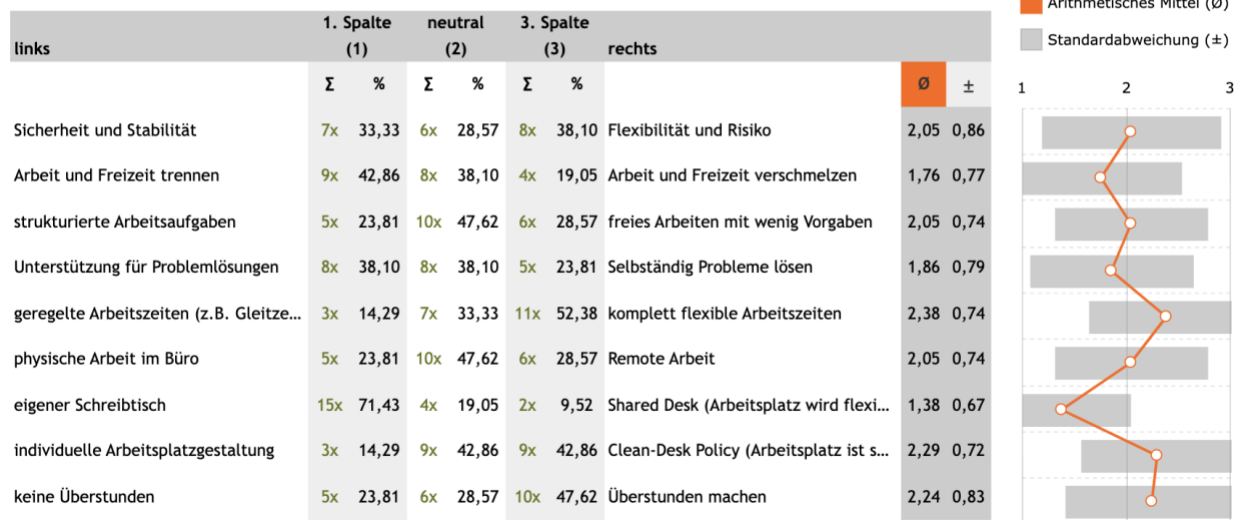 Arithmetisches Mittel (Ø)
Standardabweichung (±)
links 1. Spalte (1) neutral (2) 3. Spalte (3) rechts
Σ % Σ % Σ % Ø ± 1 2 3
Sicherheit und Stabilität 7x 33,33 6x 28,57 8x 38,10 Flexibilität und Risiko 2,05 0,86
Arbeit und Freizeit trennen 9x 42,86 8x 38,10 4x 19,05 Arbeit und Freizeit verschmelzen 1,76 0,77
strukturierte Arbeitsaufgaben 5x 23,81 10x 47,62 6x 28,57 freies Arbeiten mit wenig Vorgaben 2,05 0,74
Unterstützung für Problemlösungen 8x 38,10 8x 38,10 5x 23,81 Selbständig Probleme lösen 1,86 0,79
geregelte Arbeitszeiten (z.B. Gleitze... 3x 14,29 7x 33,33 11x 52,38 komplett flexible Arbeitszeiten 2,38 0,74
physische Arbeit im Büro 5x 23,81 10x 47,62 6x 28,57 Remote Arbeit 2,05 0,74
eigener Schreibtisch 15x 71,43 4x 19,05 2x 9,52 Shared Desk (Arbeitsplatz wird flexi... 1,38 0,67
individuelle Arbeitsplatzgestaltung 3x 14,29 9x 42,86 9x 42,86 Clean-Desk Policy (Arbeitsplatz ist s... 2,29 0,72
keine Überstunden 5x 23,81 6x 28,57 10x 47,62 Überstunden machen 2,24 0,83